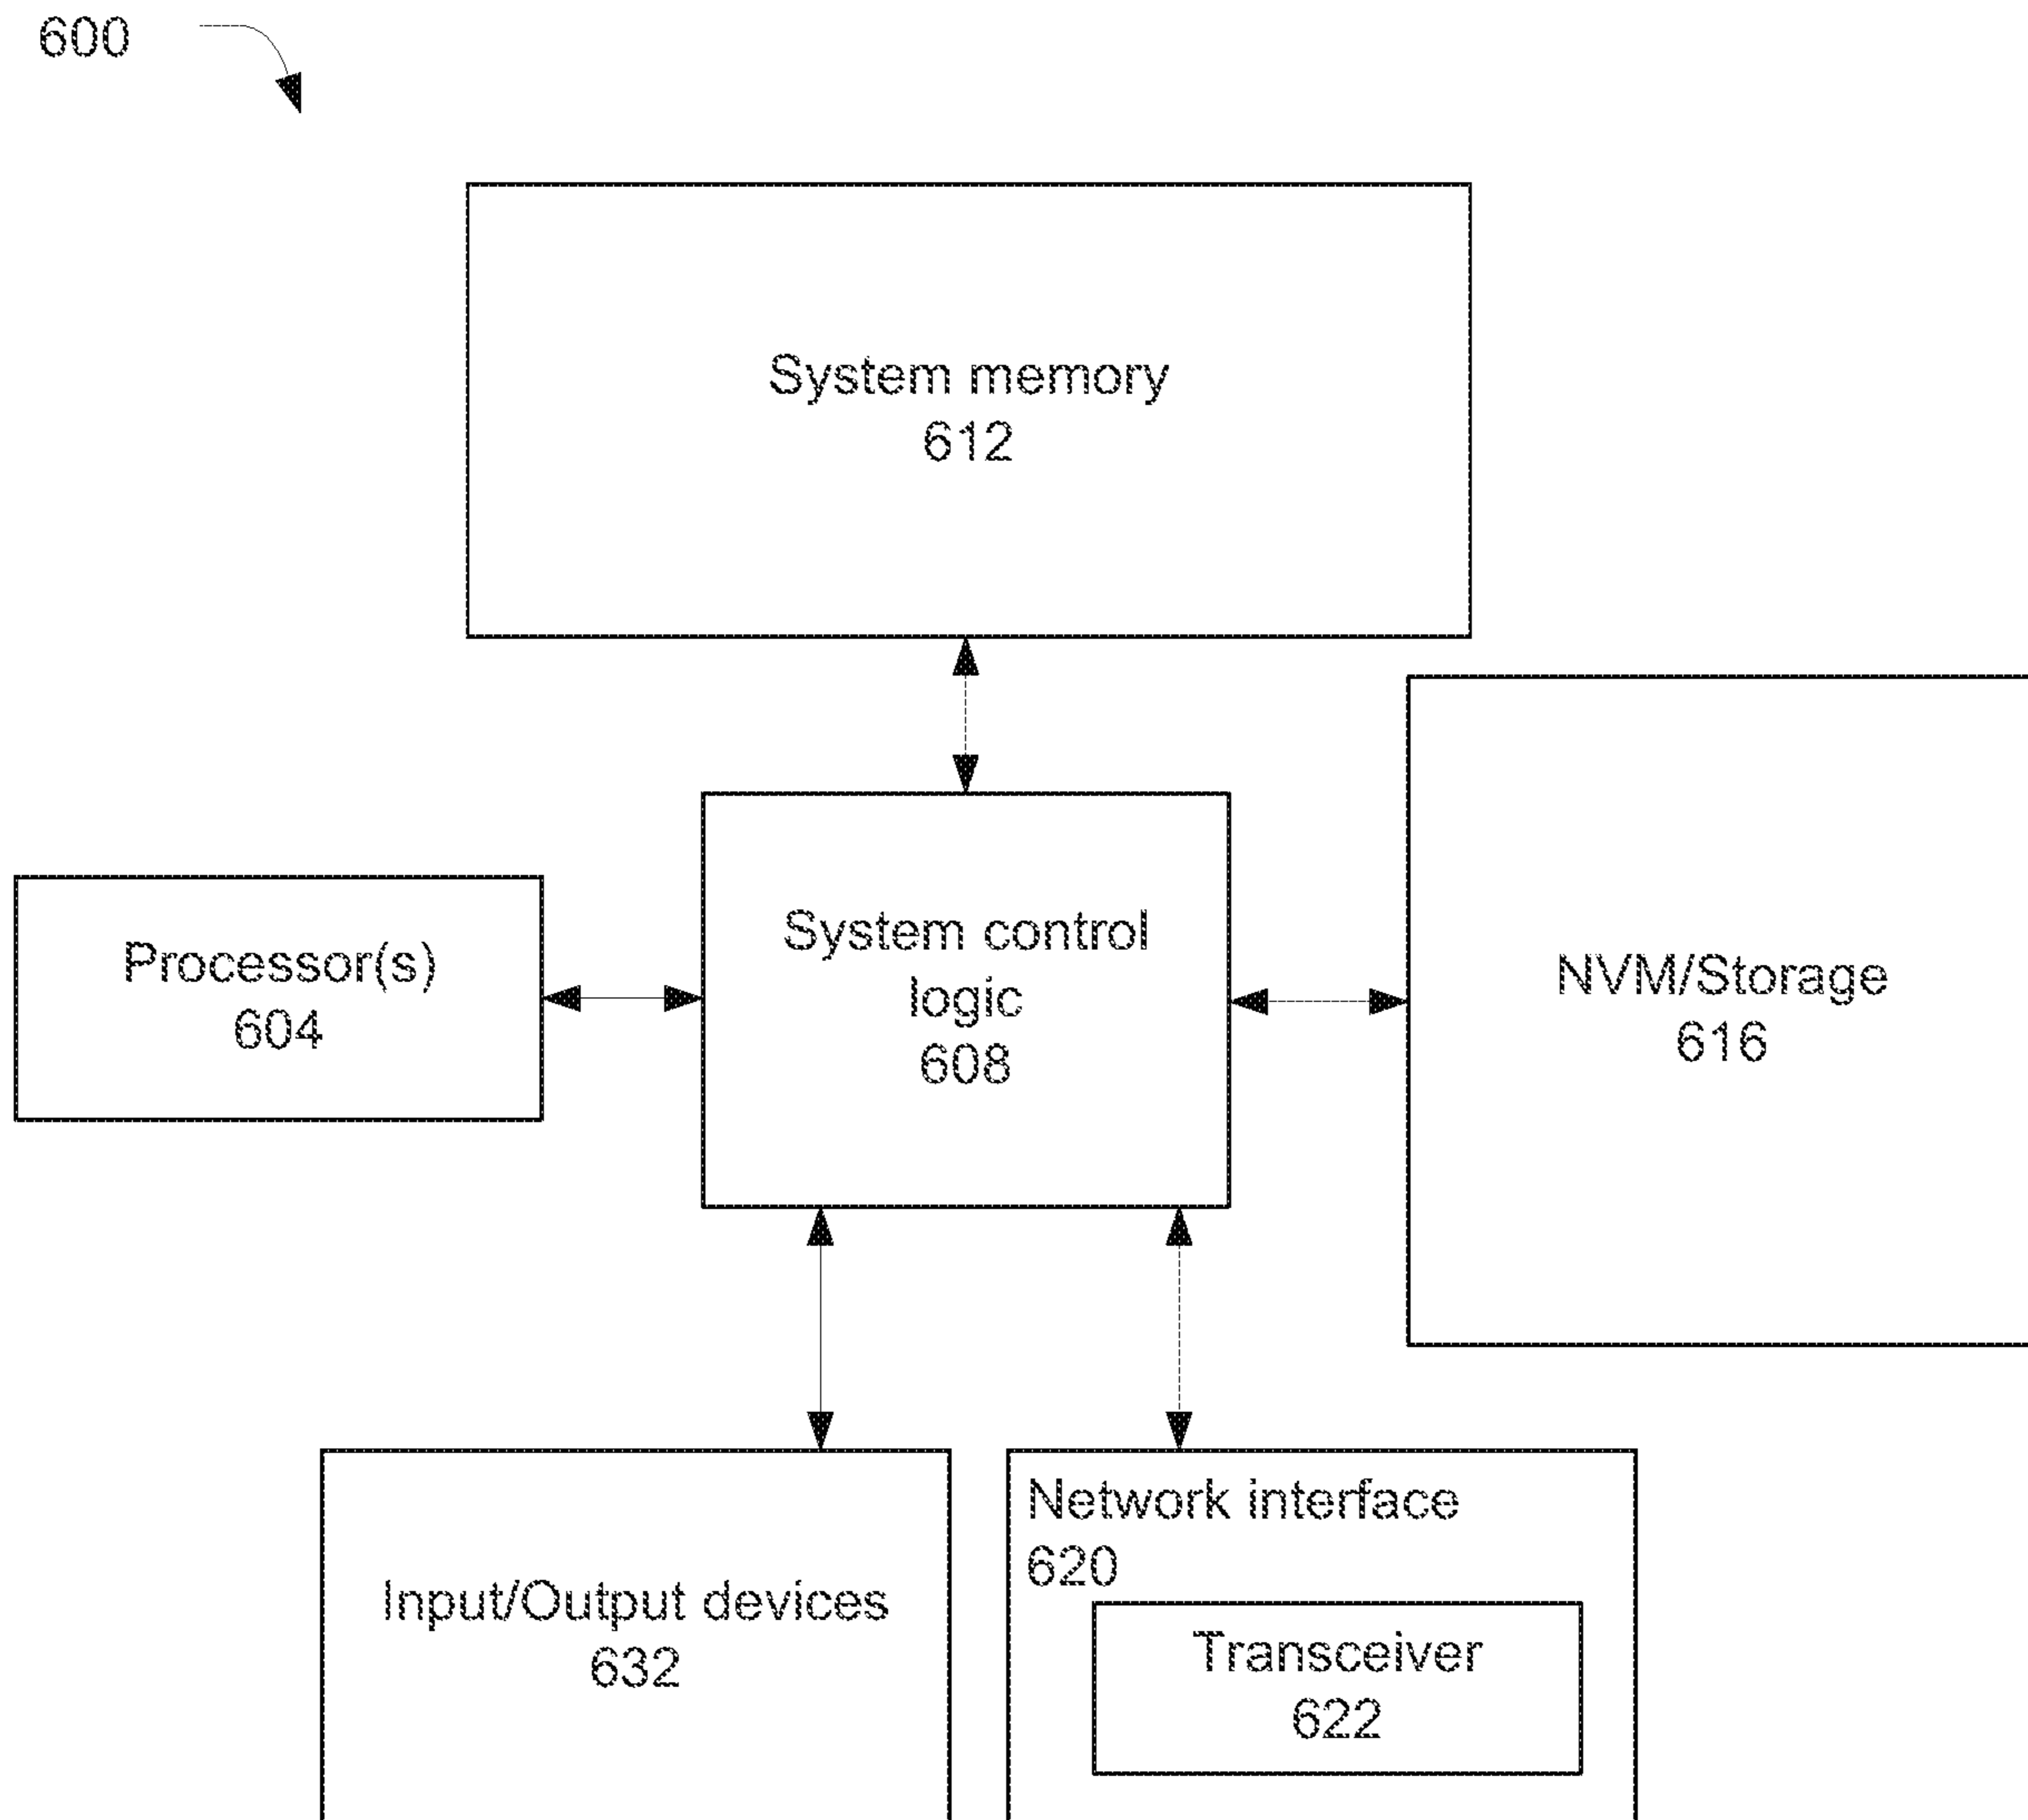 600
System memory
612
Processor(s)
604
System control
logic
608
NVM/Storage
616
Input/Output devices
632
Network interface
620
Transceiver
622